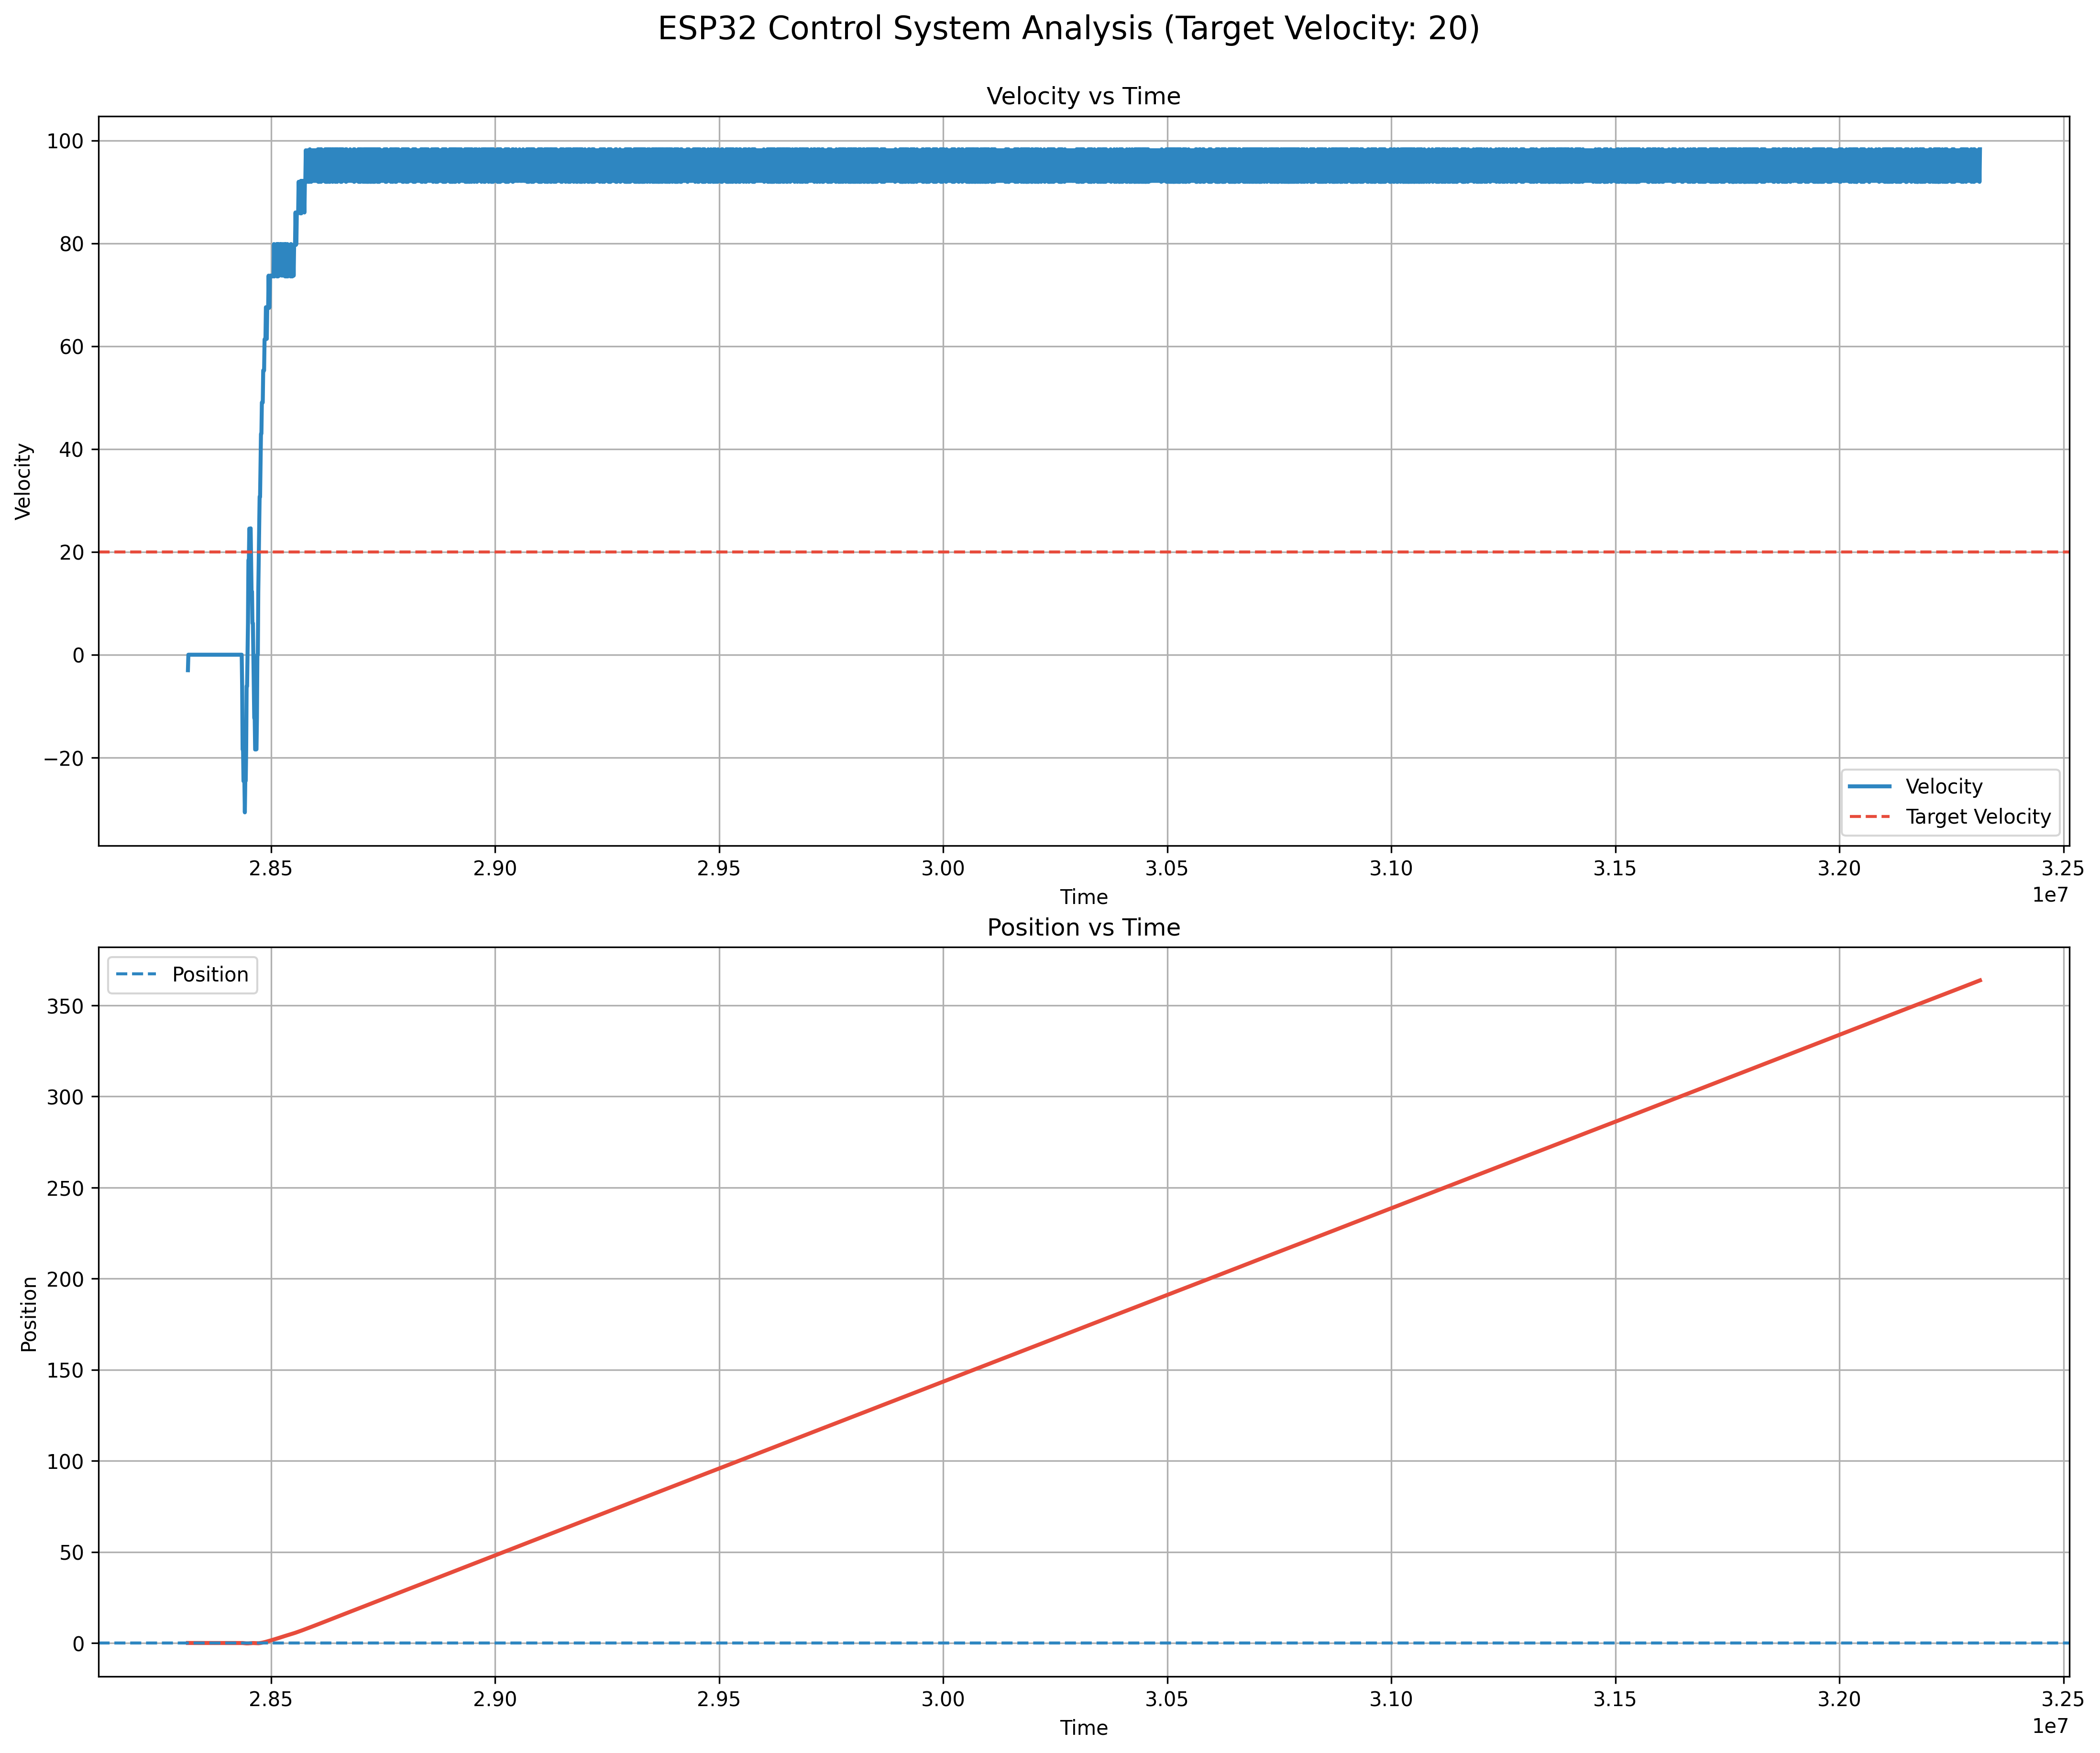 ESP32 Control System Analysis (Target Velocity: 20)
Velocity vs Time
100
80
60
40
20
0
−20
Velocity
Velocity
Target Velocity
2.85 2.90 2.95 3.00 3.05 3.10 3.15 3.20 3.25
1e7
Time
Position vs Time
Position
350
300
250
200
150
100
50
0
Position
2.85 2.90 2.95 3.00 3.05 3.10 3.15 3.20 3.25
1e7
Time